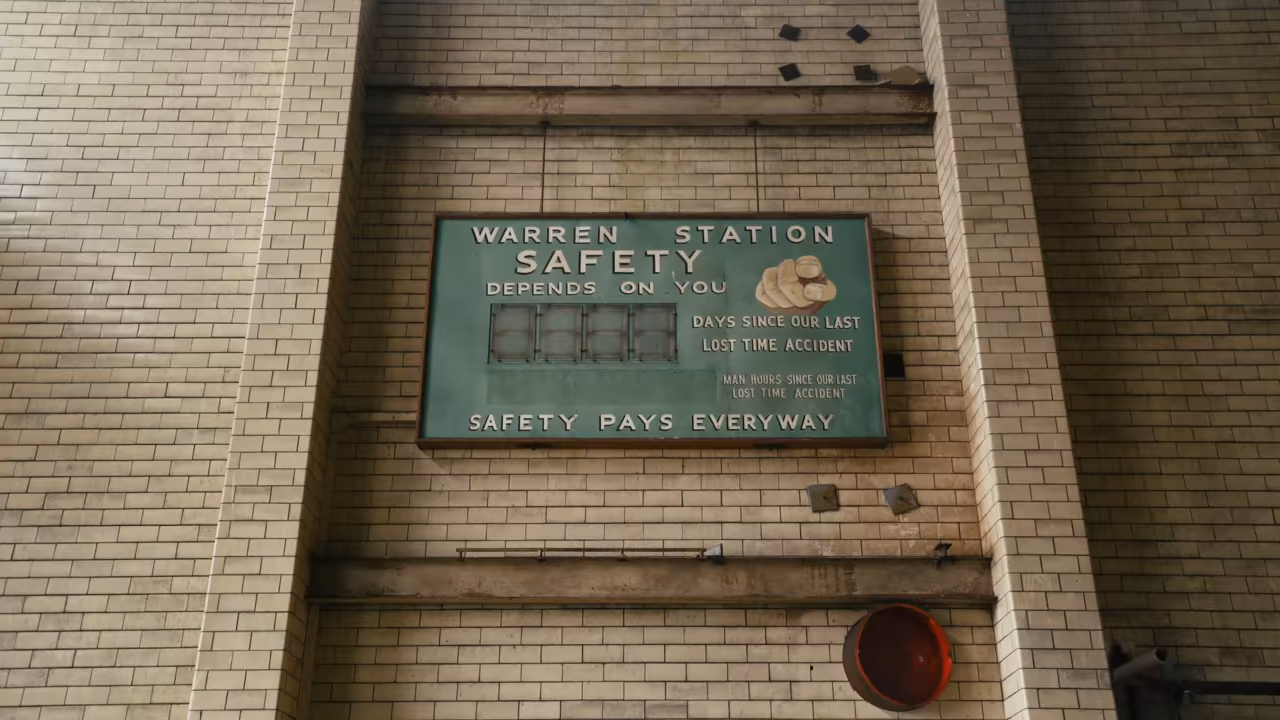 WARREN STATION
SAFETY
DEPENDS ON YOU
DAYS SINCE OUR LAST
LOST TIME ACCIDENT
MAN HOURS SINCE OUR LAST
LOST TIME ACCIDENT
SAFETY PAYS EVERYWAY